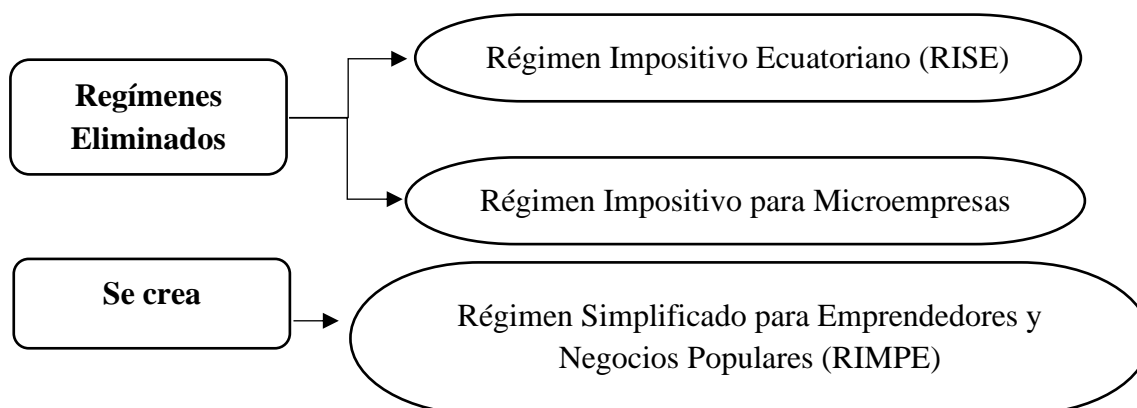 Regímenes
Eliminados
Régimen Impositivo Ecuatoriano (RISE)
Régimen Impositivo para Microempresas
Se crea
Régimen Simplificado para Emprendedores y
Negocios Populares (RIMPE)